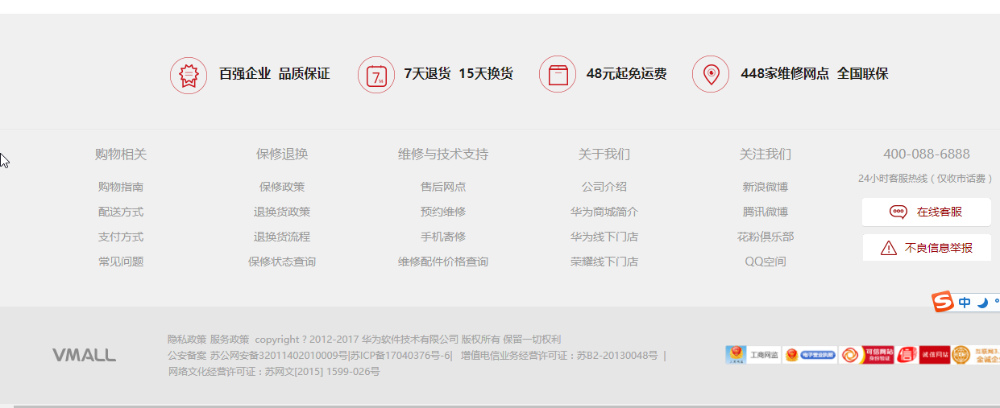 百强企业 品质保证 7天退货 15天换货 48元起免运费 448家维修网点 全国联保
购物相关 保修退换 维修与技术支持 关于我们 关注我们 400-088-6888
购物指南 保修政策 售后网点 公司介绍 新浪微博 24小时客服热线（仅收市话费）
配送方式 退换货政策 预约维修 华为商城简介 腾讯微博 在线客服
支付方式 退换货流程 手机寄修 华为线下门店 花粉俱乐部 不良信息举报
常见问题 保修状态查询 维修配件价格查询 荣耀线下门店 QQ空间
中
隐私政策 服务政策 copyright ? 2012-2017 华为软件技术有限公司 版权所有 保留一切权利
VMALL
公安备案 苏公网安备32011402010009号|苏ICP备17040376号-6| 增值电信业务经营许可证：苏B2-20130048号 |
网络文化经营许可证：苏网文[2015] 1599-026号
工商网监 电子营业执照 可信网站 身份验证 信 诚信网站